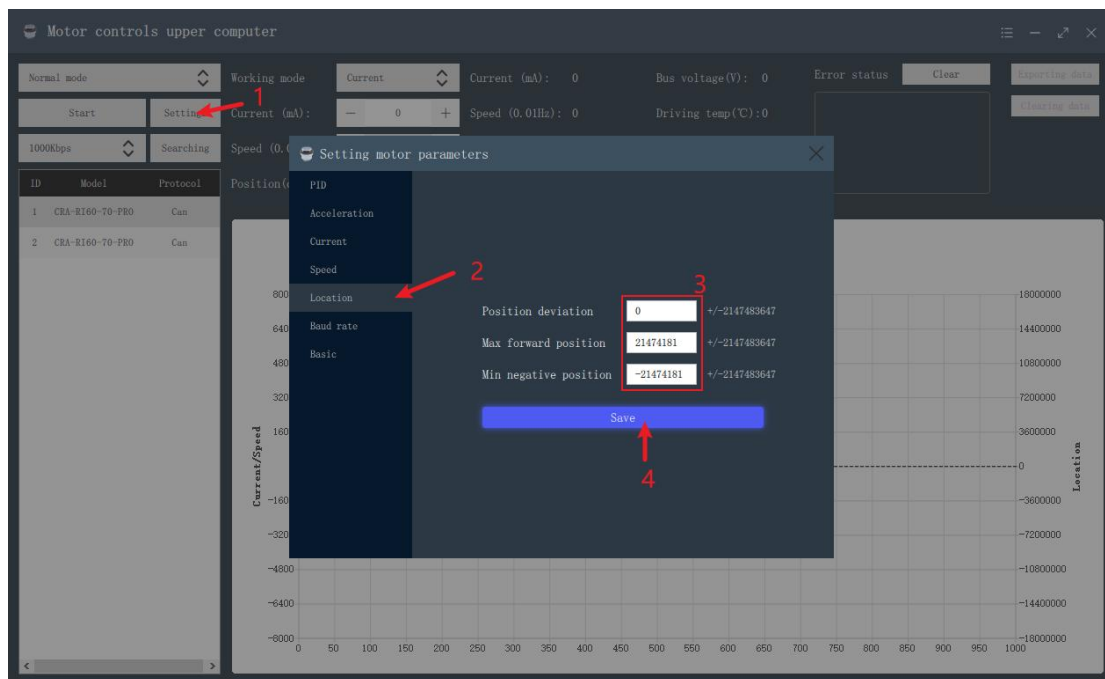 Motor controls upper computer
Normal mode
Working mode
Current
Current (mA): 0
Bus voltage(V): 0
Error status
Clear
Exporting data
1
Start
Setting
Current (mA):
− 0 +
Speed (0.01Hz): 0
Driving temp(℃):0
Clearing data
1000Kbps
Searching
Speed (0.
Setting motor parameters
ID Model Protocol
Position(
1 CRA-RI60-70-PRO Can
2 CRA-RI60-70-PRO Can
PID
Acceleration
Current
Speed
Location
Baud rate
Basic
2
3
Position deviation 0 +/-2147483647
Max forward position 21474181 +/-2147483647
Min negative position -21474181 +/-2147483647
Save
4
Current/Speed
800
640
480
320
160
-160
-320
-4800
-6400
-8000
18000000
14400000
10800000
7200000
3600000
0
-3600000
-7200000
-10800000
-14400000
-18000000
Location
0 50 100 150 200 250 300 350 400 450 500 550 600 650 700 750 800 850 900 950 1000